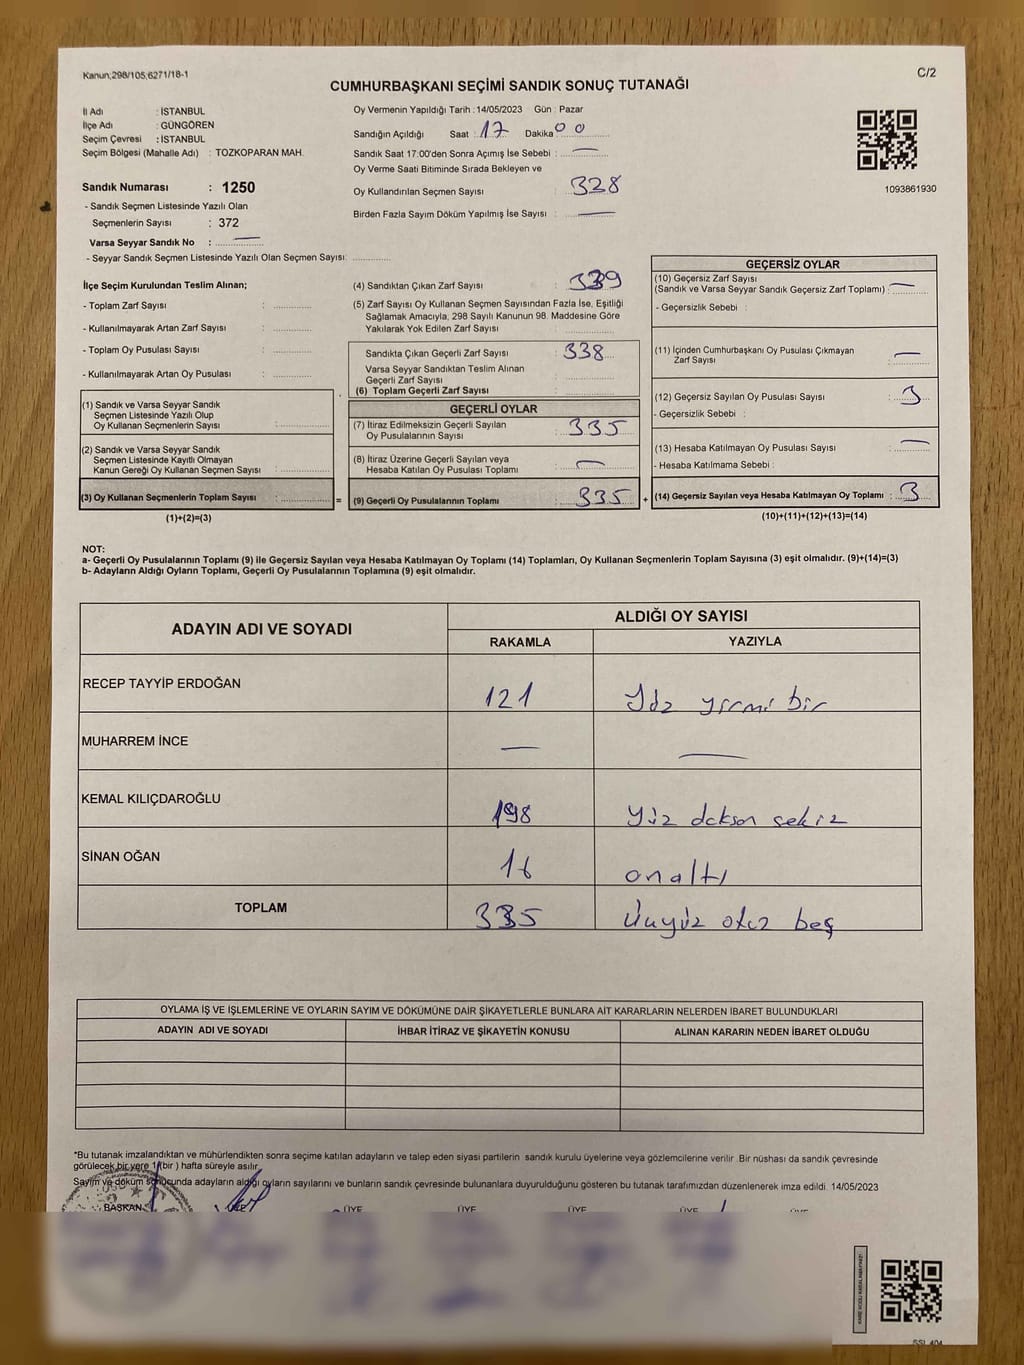 Kanun;298/105;6271/18-1
C/2
CUMHURBAŞKANI SEÇİMİ SANDIK SONUÇ TUTANAĞI
İl Adı : İSTANBUL
İlçe Adı : GÜNGÖREN
Seçim Çevresi : İSTANBUL
Seçim Bölgesi (Mahalle Adı) : TOZKOPARAN MAH.
Sandık Numarası : 1250
- Sandık Seçmen Listesinde Yazılı Olan
Seçmenlerin Sayısı : 372
Varsa Seyyar Sandık No :
- Seyyar Sandık Seçmen Listesinde Yazılı Olan Seçmen Sayısı:
Oy Vermenin Yapıldığı Tarih : 14/05/2023 Gün : Pazar
Sandığın Açıldığı Saat : 17 Dakika 00
Sandık Saat 17:00'den Sonra Açımış İse Sebebi :
Oy Verme Saati Bitiminde Sırada Bekleyen ve
Oy Kullandırılan Seçmen Sayısı : 328
Birden Fazla Sayım Döküm Yapılmış İse Sayısı :
1093861930
İlçe Seçim Kurulundan Teslim Alınan;
- Toplam Zarf Sayısı :
- Kullanılmayarak Artan Zarf Sayısı :
- Toplam Oy Pusulası Sayısı :
- Kullanılmayarak Artan Oy Pusulası :
(1) Sandık ve Varsa Seyyar Sandık
Seçmen Listesinde Yazılı Olup
Oy Kullanan Seçmenlerin Sayısı :
(2) Sandık ve Varsa Seyyar Sandık
Seçmen Listesinde Kayıtlı Olmayan
Kanun Gereği Oy Kullanan Seçmen Sayısı :
(3) Oy Kullanan Seçmenlerin Toplam Sayısı : =
(1)+(2)=(3)
(4) Sandıktan Çıkan Zarf Sayısı : 339
(5) Zarf Sayısı Oy Kullanan Seçmen Sayısından Fazla İse, Eşitliği
Sağlamak Amacıyla, 298 Sayılı Kanunun 98. Maddesine Göre
Yakılarak Yok Edilen Zarf Sayısı :
Sandıkta Çıkan Geçerli Zarf Sayısı : 338
Varsa Seyyar Sandıktan Teslim Alınan
Geçerli Zarf Sayısı :
(6) Toplam Geçerli Zarf Sayısı :
GEÇERLİ OYLAR
(7) İtiraz Edilmeksizin Geçerli Sayılan
Oy Pusulalarının Sayısı : 335
(8) İtiraz Üzerine Geçerli Sayılan veya
Hesaba Katılan Oy Pusulası Toplamı :
(9) Geçerli Oy Pusulalarının Toplamı : 335 +
GEÇERSİZ OYLAR
(10) Geçersiz Zarf Sayısı
(Sandık ve Varsa Seyyar Sandık Geçersiz Zarf Toplamı) :
- Geçersizlik Sebebi :
(11) İçinden Cumhurbaşkanı Oy Pusulası Çıkmayan
Zarf Sayısı :
(12) Geçersiz Sayılan Oy Pusulası Sayısı : 3
- Geçersizlik Sebebi :
(13) Hesaba Katılmayan Oy Pusulası Sayısı :
- Hesaba Katılmama Sebebi :
(14) Geçersiz Sayılan veya Hesaba Katılmayan Oy Toplamı : 3
(10)+(11)+(12)+(13)=(14)
NOT:
a- Geçerli Oy Pusulalarının Toplamı (9) ile Geçersiz Sayılan veya Hesaba Katılmayan Oy Toplamı (14) Toplamları, Oy Kullanan Seçmenlerin Toplam Sayısına (3) eşit olmalıdır. (9)+(14)=(3)
b- Adayların Aldığı Oyların Toplamı, Geçerli Oy Pusulalarının Toplamına (9) eşit olmalıdır.
ADAYIN ADI VE SOYADI
ALDIĞI OY SAYISI
RAKAMLA YAZIYLA
RECEP TAYYİP ERDOĞAN 121 Yüz yirmi bir
MUHARREM İNCE
KEMAL KILIÇDAROĞLU 198 Yüz doksan sekiz
SİNAN OĞAN 16 onaltı
TOPLAM 335 Üçyüz otuz beş
OYLAMA İŞ VE İŞLEMLERİNE VE OYLARIN SAYIM VE DÖKÜMÜNE DAİR ŞİKAYETLERLE BUNLARA AİT KARARLARIN NELERDEN İBARET BULUNDUKLARI
ADAYIN ADI VE SOYADI İHBAR İTİRAZ VE ŞİKAYETİN KONUSU ALINAN KARARIN NEDEN İBARET OLDUĞU
*Bu tutanak imzalandıktan ve mühürlendikten sonra seçime katılan adayların ve talep eden siyasi partilerin sandık kurulu üyelerine veya gözlemcilerine verilir. Bir nüshası da sandık çevresinde
görülecek bir yere 1 (bir ) hafta süreyle asılır.
Sayım ve döküm sonucunda adayların aldığı oyların sayılarını ve bunların sandık çevresinde bulunanlara duyurulduğunu gösteren bu tutanak tarafımızdan düzenlenerek imza edildi. 14/05/2023
BAŞKAN ÜYE ÜYE ÜYE ÜYE ÜYE